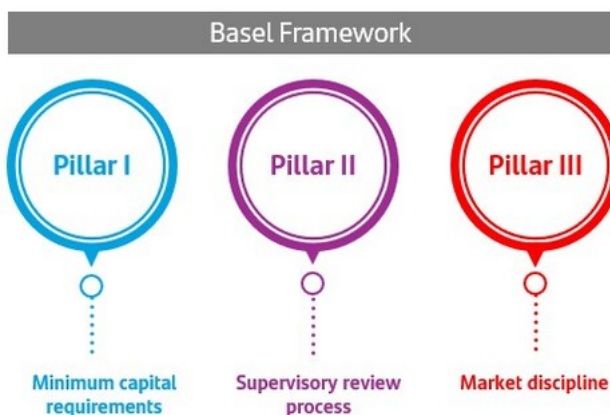 Basel Framework
Pillar I
Pillar II
Pillar III
Minimum capital
requirements
Supervisory review
process
Market discipline